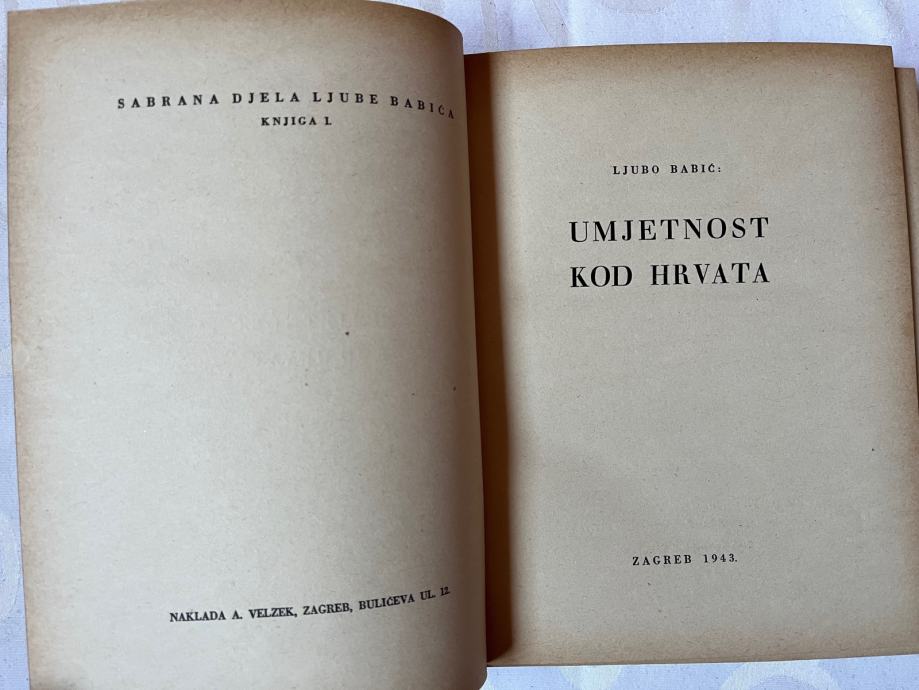 SABRANA DJELA LJUBE BABIĆA
KNJIGA I.
NAKLADA A. VELZEK, ZAGREB, BULIĆEVA UL. 12.
LJUBO BABIĆ:
UMJETNOST
KOD HRVATA
ZAGREB 1943.